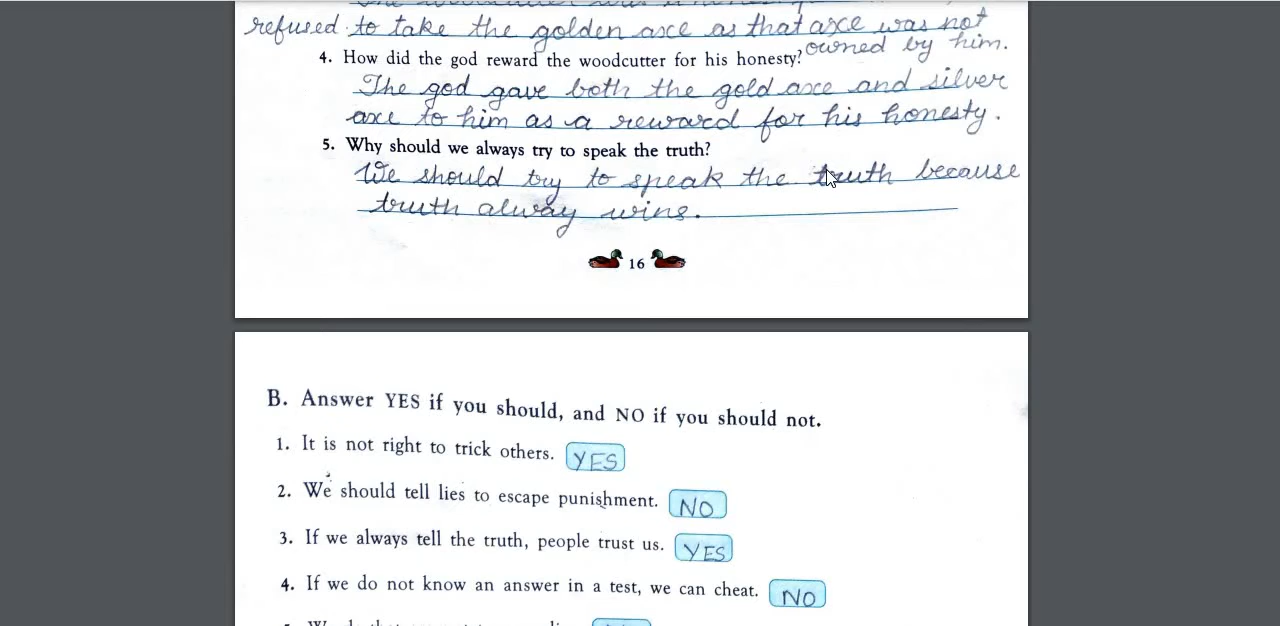 refused to take the golden axe as that axe was not
owned by him.
4. How did the god reward the woodcutter for his honesty?
The god gave both the gold axe and silver
axe to him as a reward for his honesty.
5. Why should we always try to speak the truth?
We should try to speak the truth because
truth alway wins.
16
B. Answer YES if you should, and NO if you should not.
1. It is not right to trick others. YES
2. We should tell lies to escape punishment. NO
3. If we always tell the truth, people trust us. YES
4. If we do not know an answer in a test, we can cheat. NO